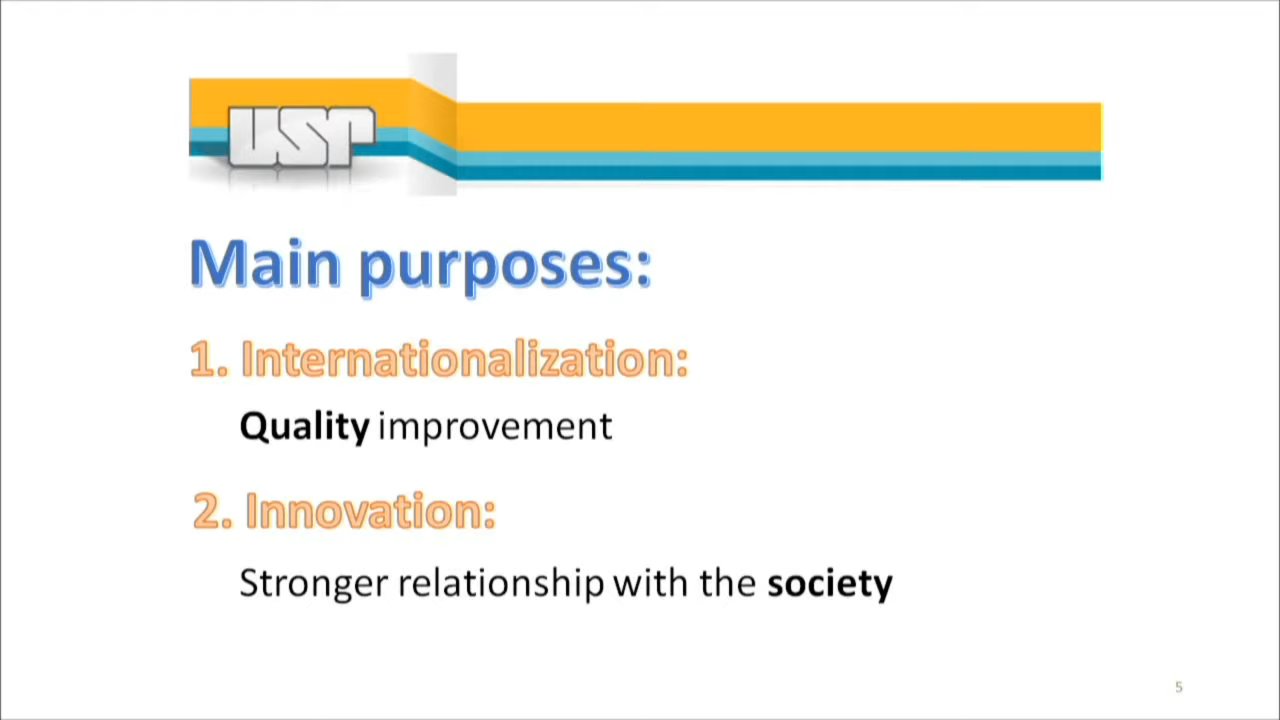 USP
Main purposes:
1. Internationalization:
Quality improvement
2. Innovation:
Stronger relationship with the society
5